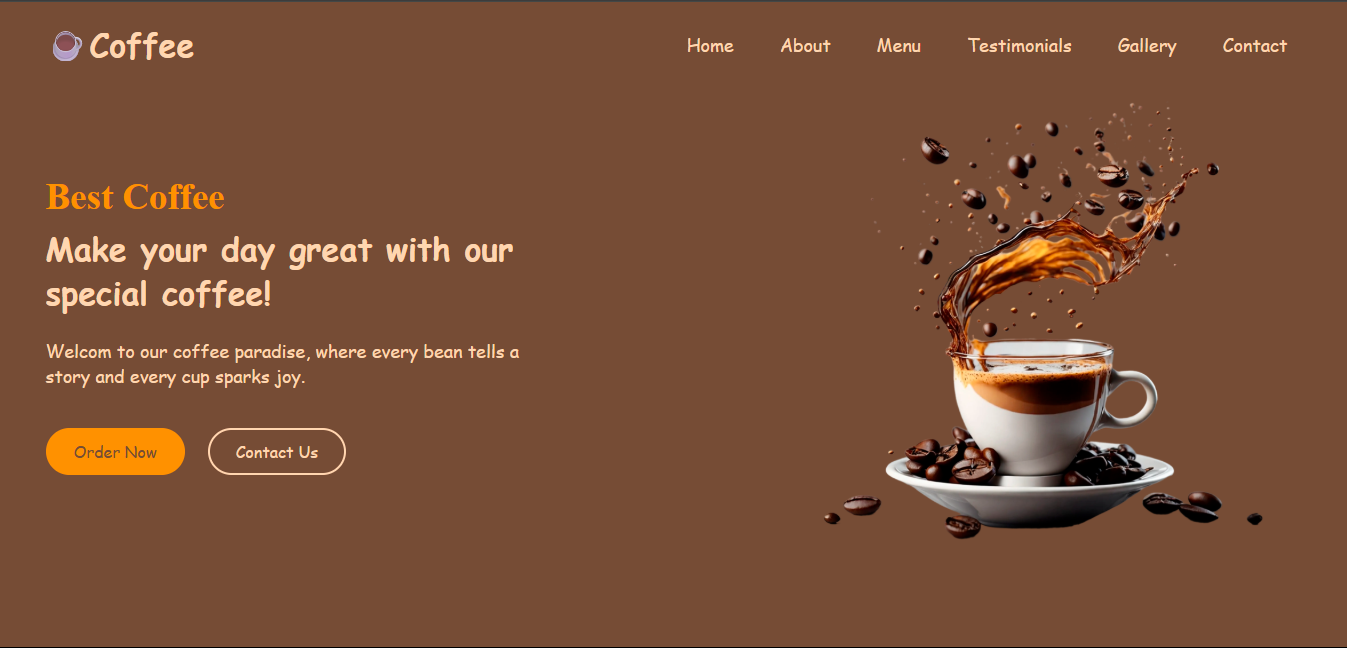 Coffee
Home About Menu Testimonials Gallery Contact
Best Coffee
Make your day great with our
special coffee!
Welcom to our coffee paradise, where every bean tells a
story and every cup sparks joy.
Order Now Contact Us